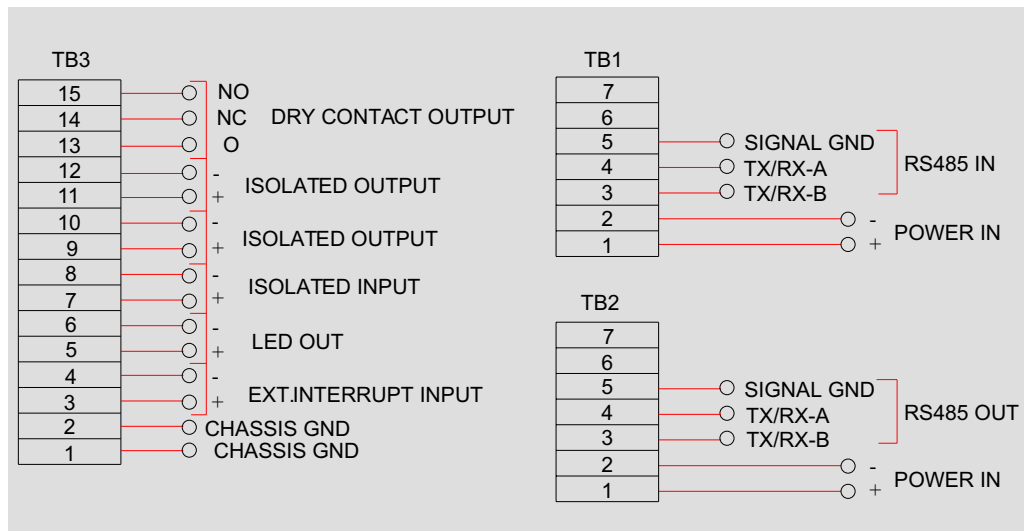 TB3
15 NO
14 NC DRY CONTACT OUTPUT
13 O
12 -
ISOLATED OUTPUT
11 +
10 -
ISOLATED OUTPUT
9 +
8 -
ISOLATED INPUT
7 +
6 -
LED OUT
5 +
4 -
EXT.INTERRUPT INPUT
3 +
2 CHASSIS GND
1 CHASSIS GND
TB1
7
6
5 SIGNAL GND
4 TX/RX-A RS485 IN
3 TX/RX-B
2 -
POWER IN
1 +
TB2
7
6
5 SIGNAL GND
4 TX/RX-A RS485 OUT
3 TX/RX-B
2 -
POWER IN
1 +